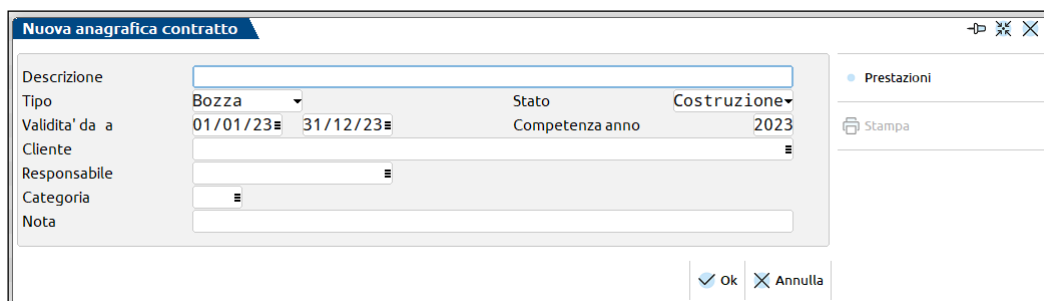 Nuova anagrafica contratto
Descrizione
Prestazioni
Tipo Bozza Stato Costruzione
Validita' da a 01/01/23 31/12/23 Competenza anno 2023
Stampa
Cliente
Responsabile
Categoria
Nota
Ok Annulla